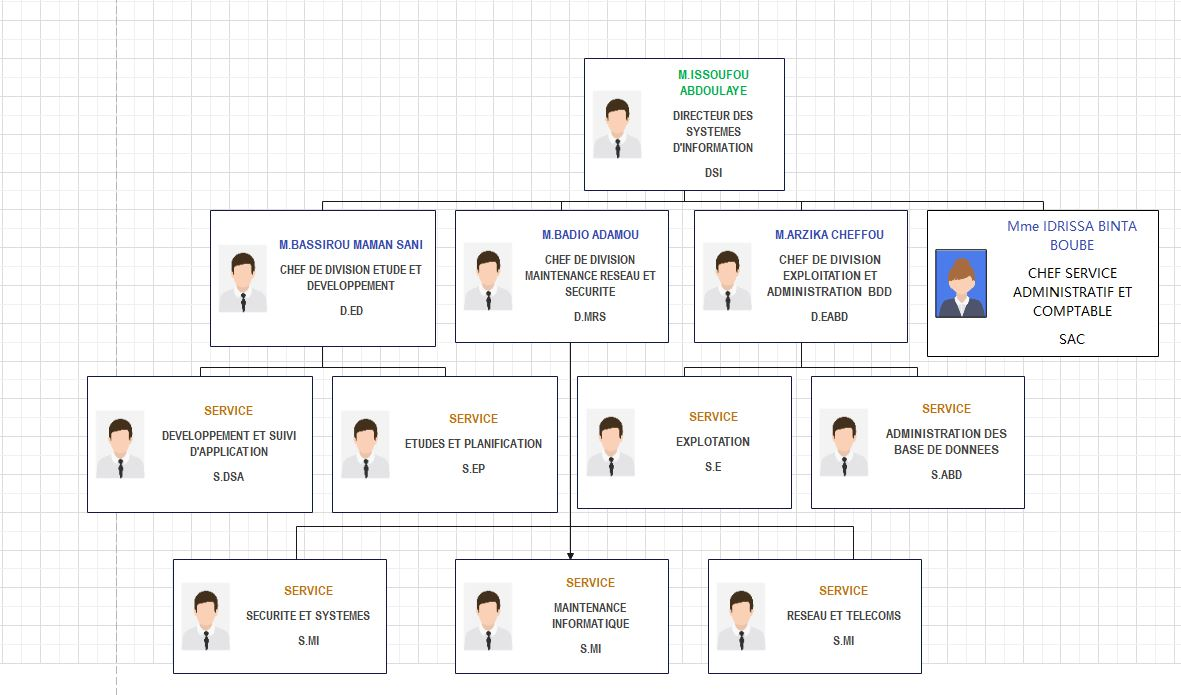 M.ISSOUFOU
ABDOULAYE
DIRECTEUR DES
SYSTEMES
D'INFORMATION
DSI
M.BASSIROU MAMAN SANI
CHEF DE DIVISION ETUDE ET
DEVELOPPEMENT
D.ED
M.BADIO ADAMOU
CHEF DE DIVISION
MAINTENANCE RESEAU ET
SECURITE
D.MRS
M.ARZIKA CHEFFOU
CHEF DE DIVISION
EXPLOITATION ET
ADMINISTRATION BDD
D.EABD
Mme IDRISSA BINTA
BOUBE
CHEF SERVICE
ADMINISTRATIF ET
COMPTABLE
SAC
SERVICE
DEVELOPPEMENT ET SUIVI
D'APPLICATION
S.DSA
SERVICE
ETUDES ET PLANIFICATION
S.EP
SERVICE
EXPLOTATION
S.E
SERVICE
ADMINISTRATION DES
BASE DE DONNEES
S.ABD
SERVICE
SECURITE ET SYSTEMES
S.MI
SERVICE
MAINTENANCE
INFORMATIQUE
S.MI
SERVICE
RESEAU ET TELECOMS
S.MI